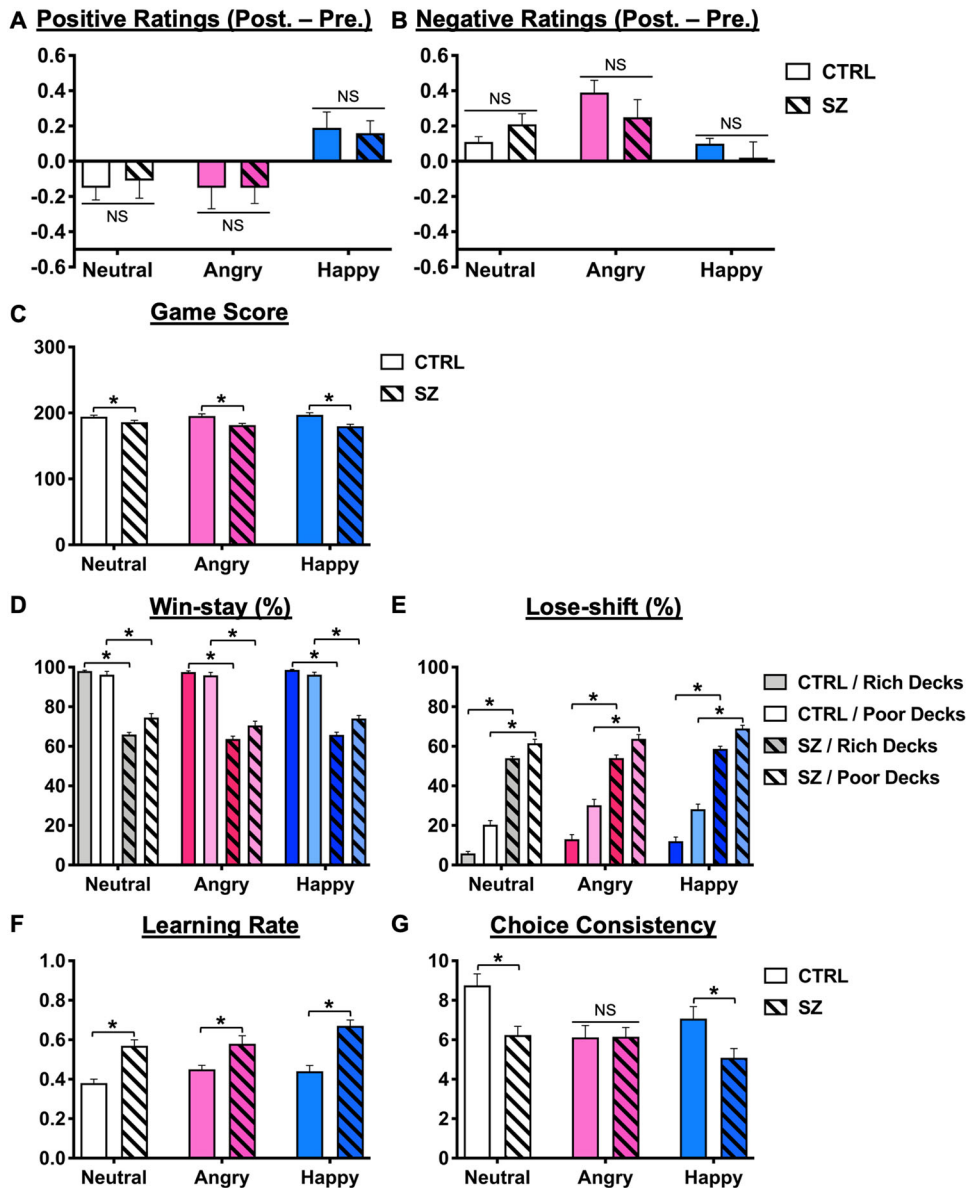 A Positive Ratings (Post. – Pre.)
0.6
0.4
0.2
0.0
-0.2
-0.4
-0.6
NS
NS
NS
Neutral Angry Happy
B Negative Ratings (Post. – Pre.)
0.6
0.4
0.2
0.0
-0.2
-0.4
-0.6
NS
NS
NS
Neutral Angry Happy
CTRL
SZ
C Game Score
300
200
100
0
* * *
Neutral Angry Happy
CTRL
SZ
D Win-stay (%)
100
80
60
40
20
0
* * *
* * *
Neutral Angry Happy
E Lose-shift (%)
100
80
60
40
20
0
* * *
* * *
Neutral Angry Happy
CTRL / Rich Decks
CTRL / Poor Decks
SZ / Rich Decks
SZ / Poor Decks
F Learning Rate
1.0
0.8
0.6
0.4
0.2
0.0
* * *
Neutral Angry Happy
G Choice Consistency
10
8
6
4
2
0
* NS *
Neutral Angry Happy
CTRL
SZ